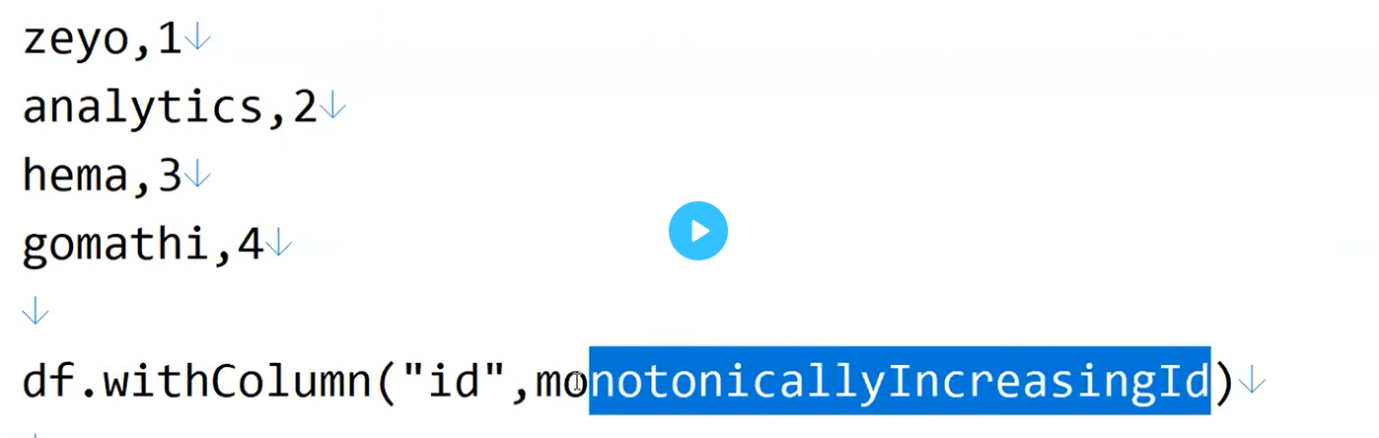 zeyo,1↓
analytics,2↓
hema,3↓
gomathi,4↓
↓
df.withColumn("id",monotonicallyIncreasingId)↓